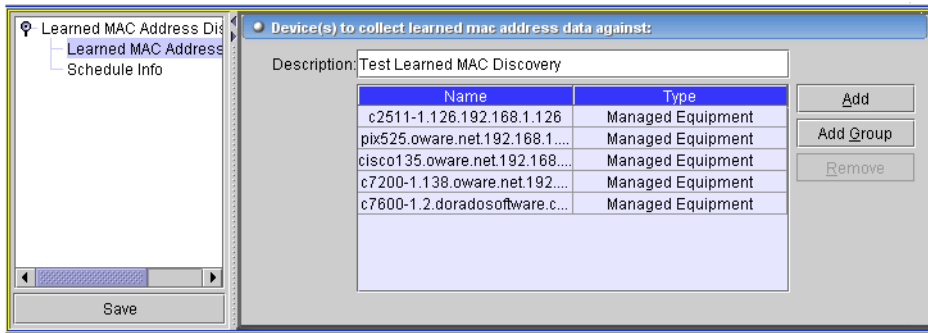 Learned MAC Address Dis
Learned MAC Address
Schedule Info
Save
Device(s) to collect learned mac address data against:
Description: Test Learned MAC Discovery
Name Type
c2511-1.126.192.168.1.126 Managed Equipment
pix525.oware.net.192.168.1.... Managed Equipment
cisco135.oware.net.192.168.... Managed Equipment
c7200-1.138.oware.net.192.... Managed Equipment
c7600-1.2.doradosoftware.c... Managed Equipment
Add
Add Group
Remove